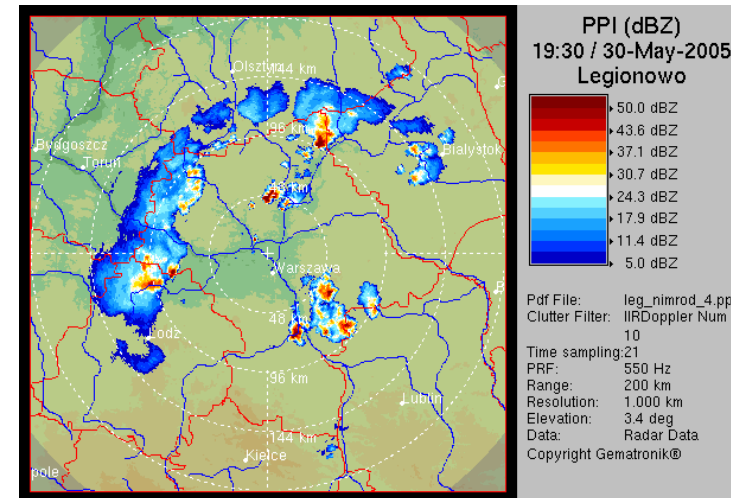 PPI (dBZ)
19:30 / 30-May-2005
Legionowo
50.0 dBZ
43.6 dBZ
37.1 dBZ
30.7 dBZ
24.3 dBZ
17.9 dBZ
11.4 dBZ
5.0 dBZ
Pdf File: leg_nimrod_4.pp
Clutter Filter: IIRDoppler Num
10
Time sampling:21
PRF: 550 Hz
Range: 200 km
Resolution: 1.000 km
Elevation: 3.4 deg
Data: Radar Data
Copyright Gematronik®
Olsztyn
144 km
96 km
Bydgoszcz
Torun
Bialystok
48 km
Warszawa
48 km
Lodz
96 km
Lublin
144 km
Kielce
pole